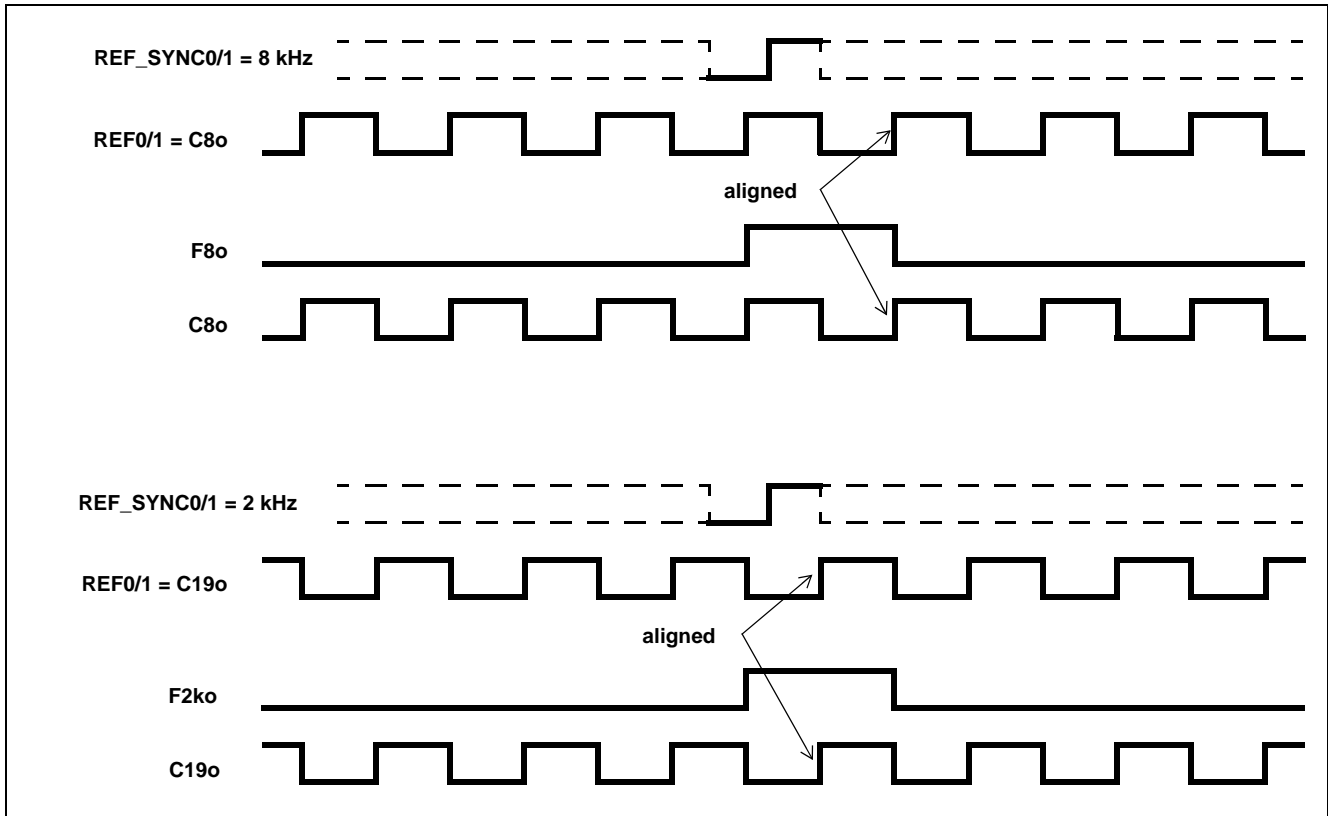 REF_SYNC0/1 = 8 kHz
REF0/1 = C8o
aligned
F8o
C8o
REF_SYNC0/1 = 2 kHz
REF0/1 = C19o
aligned
F2ko
C19o